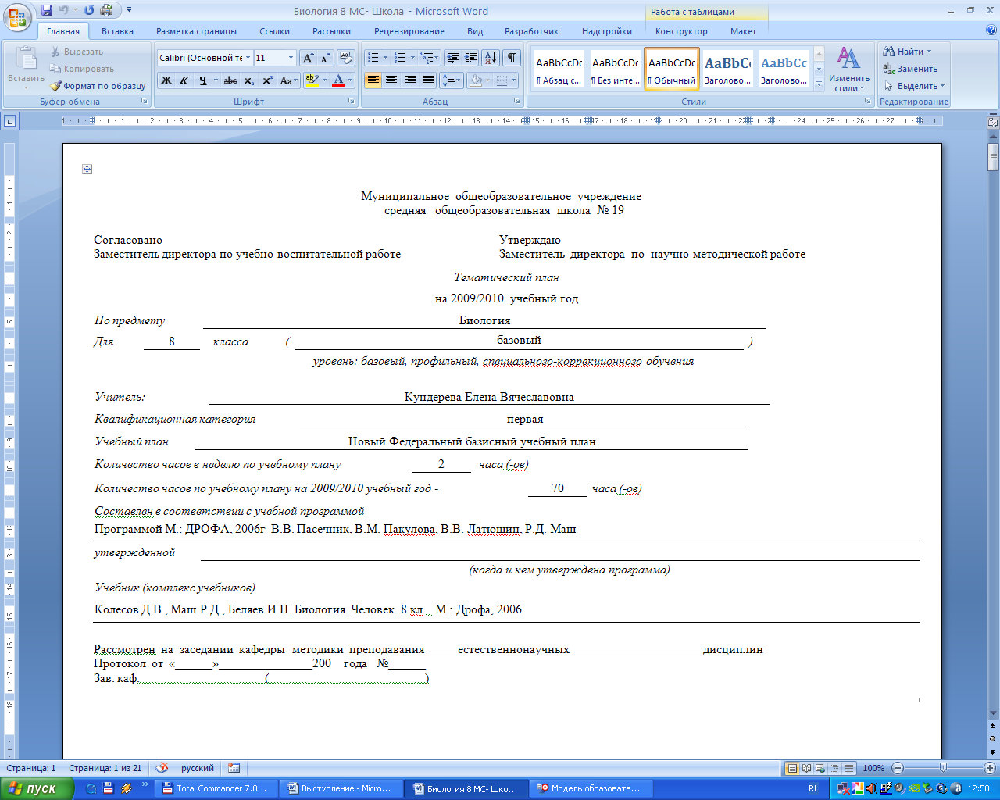 Биология 8 МС- Школа - Microsoft Word
Работа с таблицами
Главная Вставка Разметка страницы Ссылки Рассылки Рецензирование Вид Разработчик Надстройки Конструктор Макет
Вставить
Вырезать
Копировать
Формат по образцу
Буфер обмена
Calibri (Основной те 11
Ж К Ч abc x₂ x² Aa
Шрифт
Абзац
AaBbCcDc AaBbCcDc AaBbCcDc AaBbCc AaBbCc
¶ Абзац с... ¶ Без инте... ¶ Обычный Заголово... Заголово...
Изменить стили
Стили
Найти
Заменить
Выделить
Редактирование
Муниципальное общеобразовательное учреждение
средняя общеобразовательная школа № 19
Согласовано Утверждаю
Заместитель директора по учебно-воспитательной работе Заместитель директора по научно-методической работе
Тематический план
на 2009/2010 учебный год
По предмету Биология
Для 8 класса ( базовый )
уровень: базовый, профильный, специального-коррекционного обучения
Учитель: Кундерева Елена Вячеславовна
Квалификационная категория первая
Учебный план Новый Федеральный базисный учебный план
Количество часов в неделю по учебному плану 2 часа (-ов)
Количество часов по учебному плану на 2009/2010 учебный год - 70 часа (-ов)
Составлен в соответствии с учебной программой
Программой М.: ДРОФА, 2006г В.В. Пасечник, В.М. Пакулова, В.В. Латюшин, Р.Д. Маш
утвержденной
(когда и кем утверждена программа)
Учебник (комплекс учебников)
Колесов Д.В., Маш Р.Д., Беляев И.Н. Биология. Человек. 8 кл. . М.: Дрофа, 2006
Рассмотрен на заседании кафедры методики преподавания _____естественнонаучных_____________________ дисциплин
Протокол от «______»_______________200 года №______
Зав. каф.____________________(_________________________)
Страница: 1 Страница: 1 из 21 русский 100%
пуск Total Commander 7.0... Выступление - Micro... Биология 8 МС- Шко... Модель образовате... RL 12:58